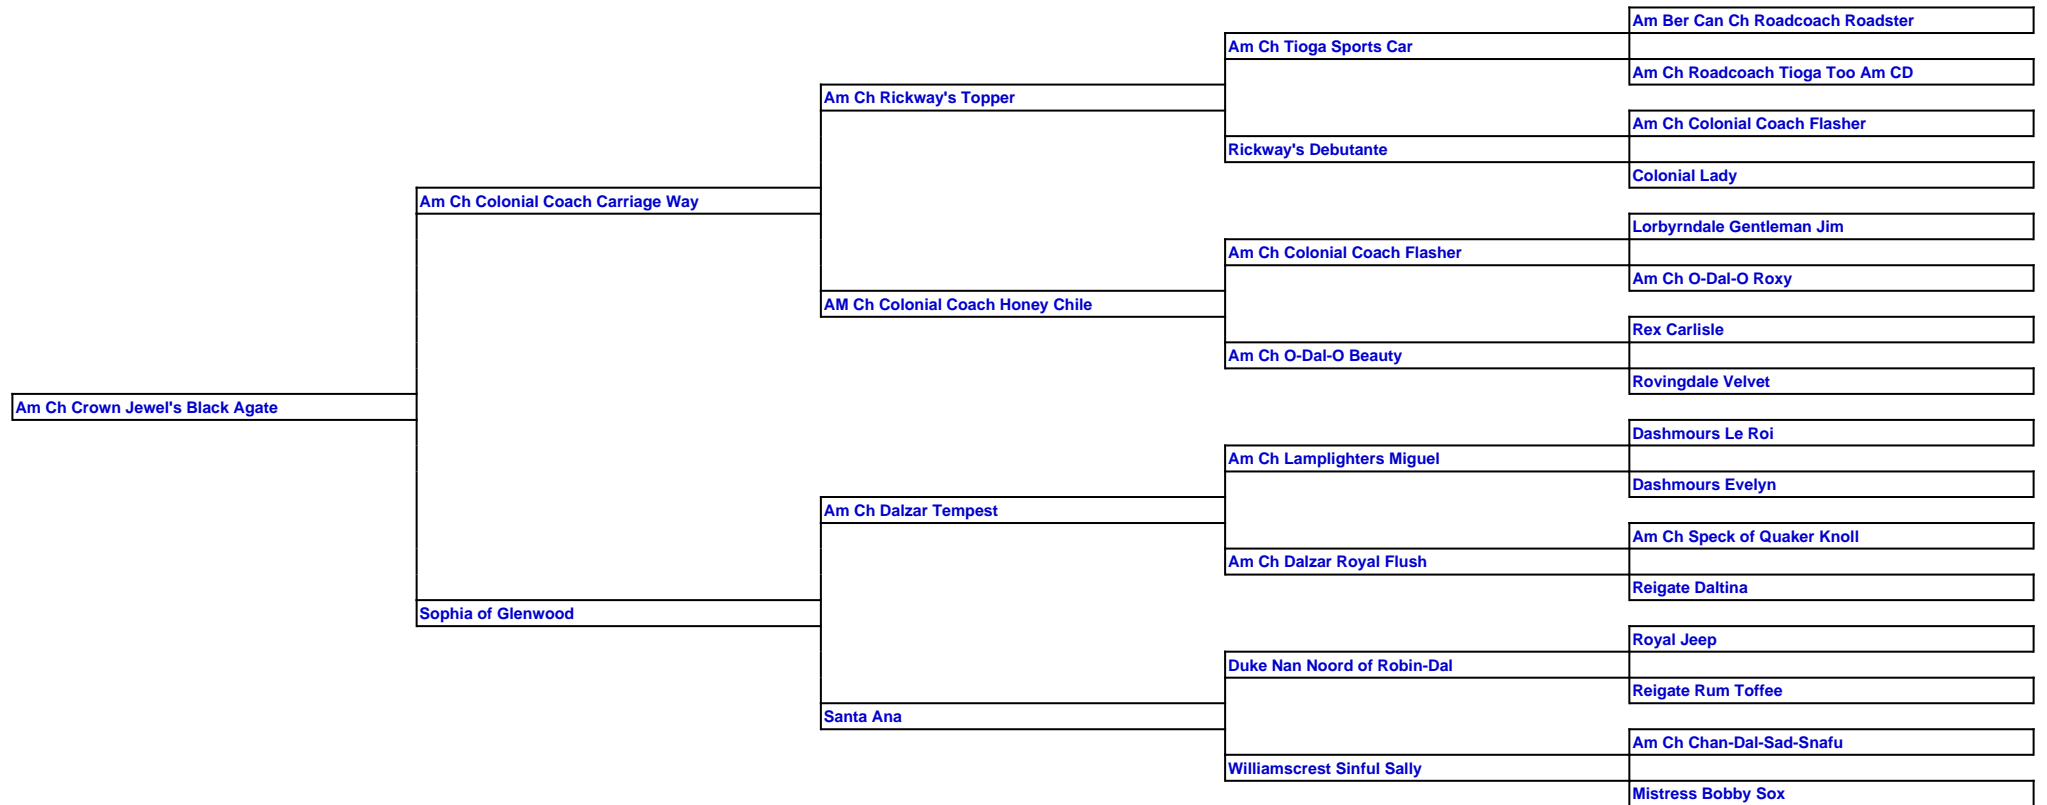 Am Ber Can Ch Roadcoach Roadster
Am Ch Tioga Sports Car
Am Ch Roadcoach Tioga Too Am CD
Am Ch Rickway's Topper
Am Ch Colonial Coach Flasher
Rickway's Debutante
Colonial Lady
Am Ch Colonial Coach Carriage Way
Lorbyrndale Gentleman Jim
Am Ch Colonial Coach Flasher
Am Ch O-Dal-O Roxy
AM Ch Colonial Coach Honey Chile
Rex Carlisle
Am Ch O-Dal-O Beauty
Rovingdale Velvet
Am Ch Crown Jewel's Black Agate
Dashmours Le Roi
Am Ch Lamplighters Miguel
Dashmours Evelyn
Am Ch Dalzar Tempest
Am Ch Speck of Quaker Knoll
Am Ch Dalzar Royal Flush
Reigate Daltina
Sophia of Glenwood
Royal Jeep
Duke Nan Noord of Robin-Dal
Reigate Rum Toffee
Santa Ana
Am Ch Chan-Dal-Sad-Snafu
Williamscrest Sinful Sally
Mistress Bobby Sox